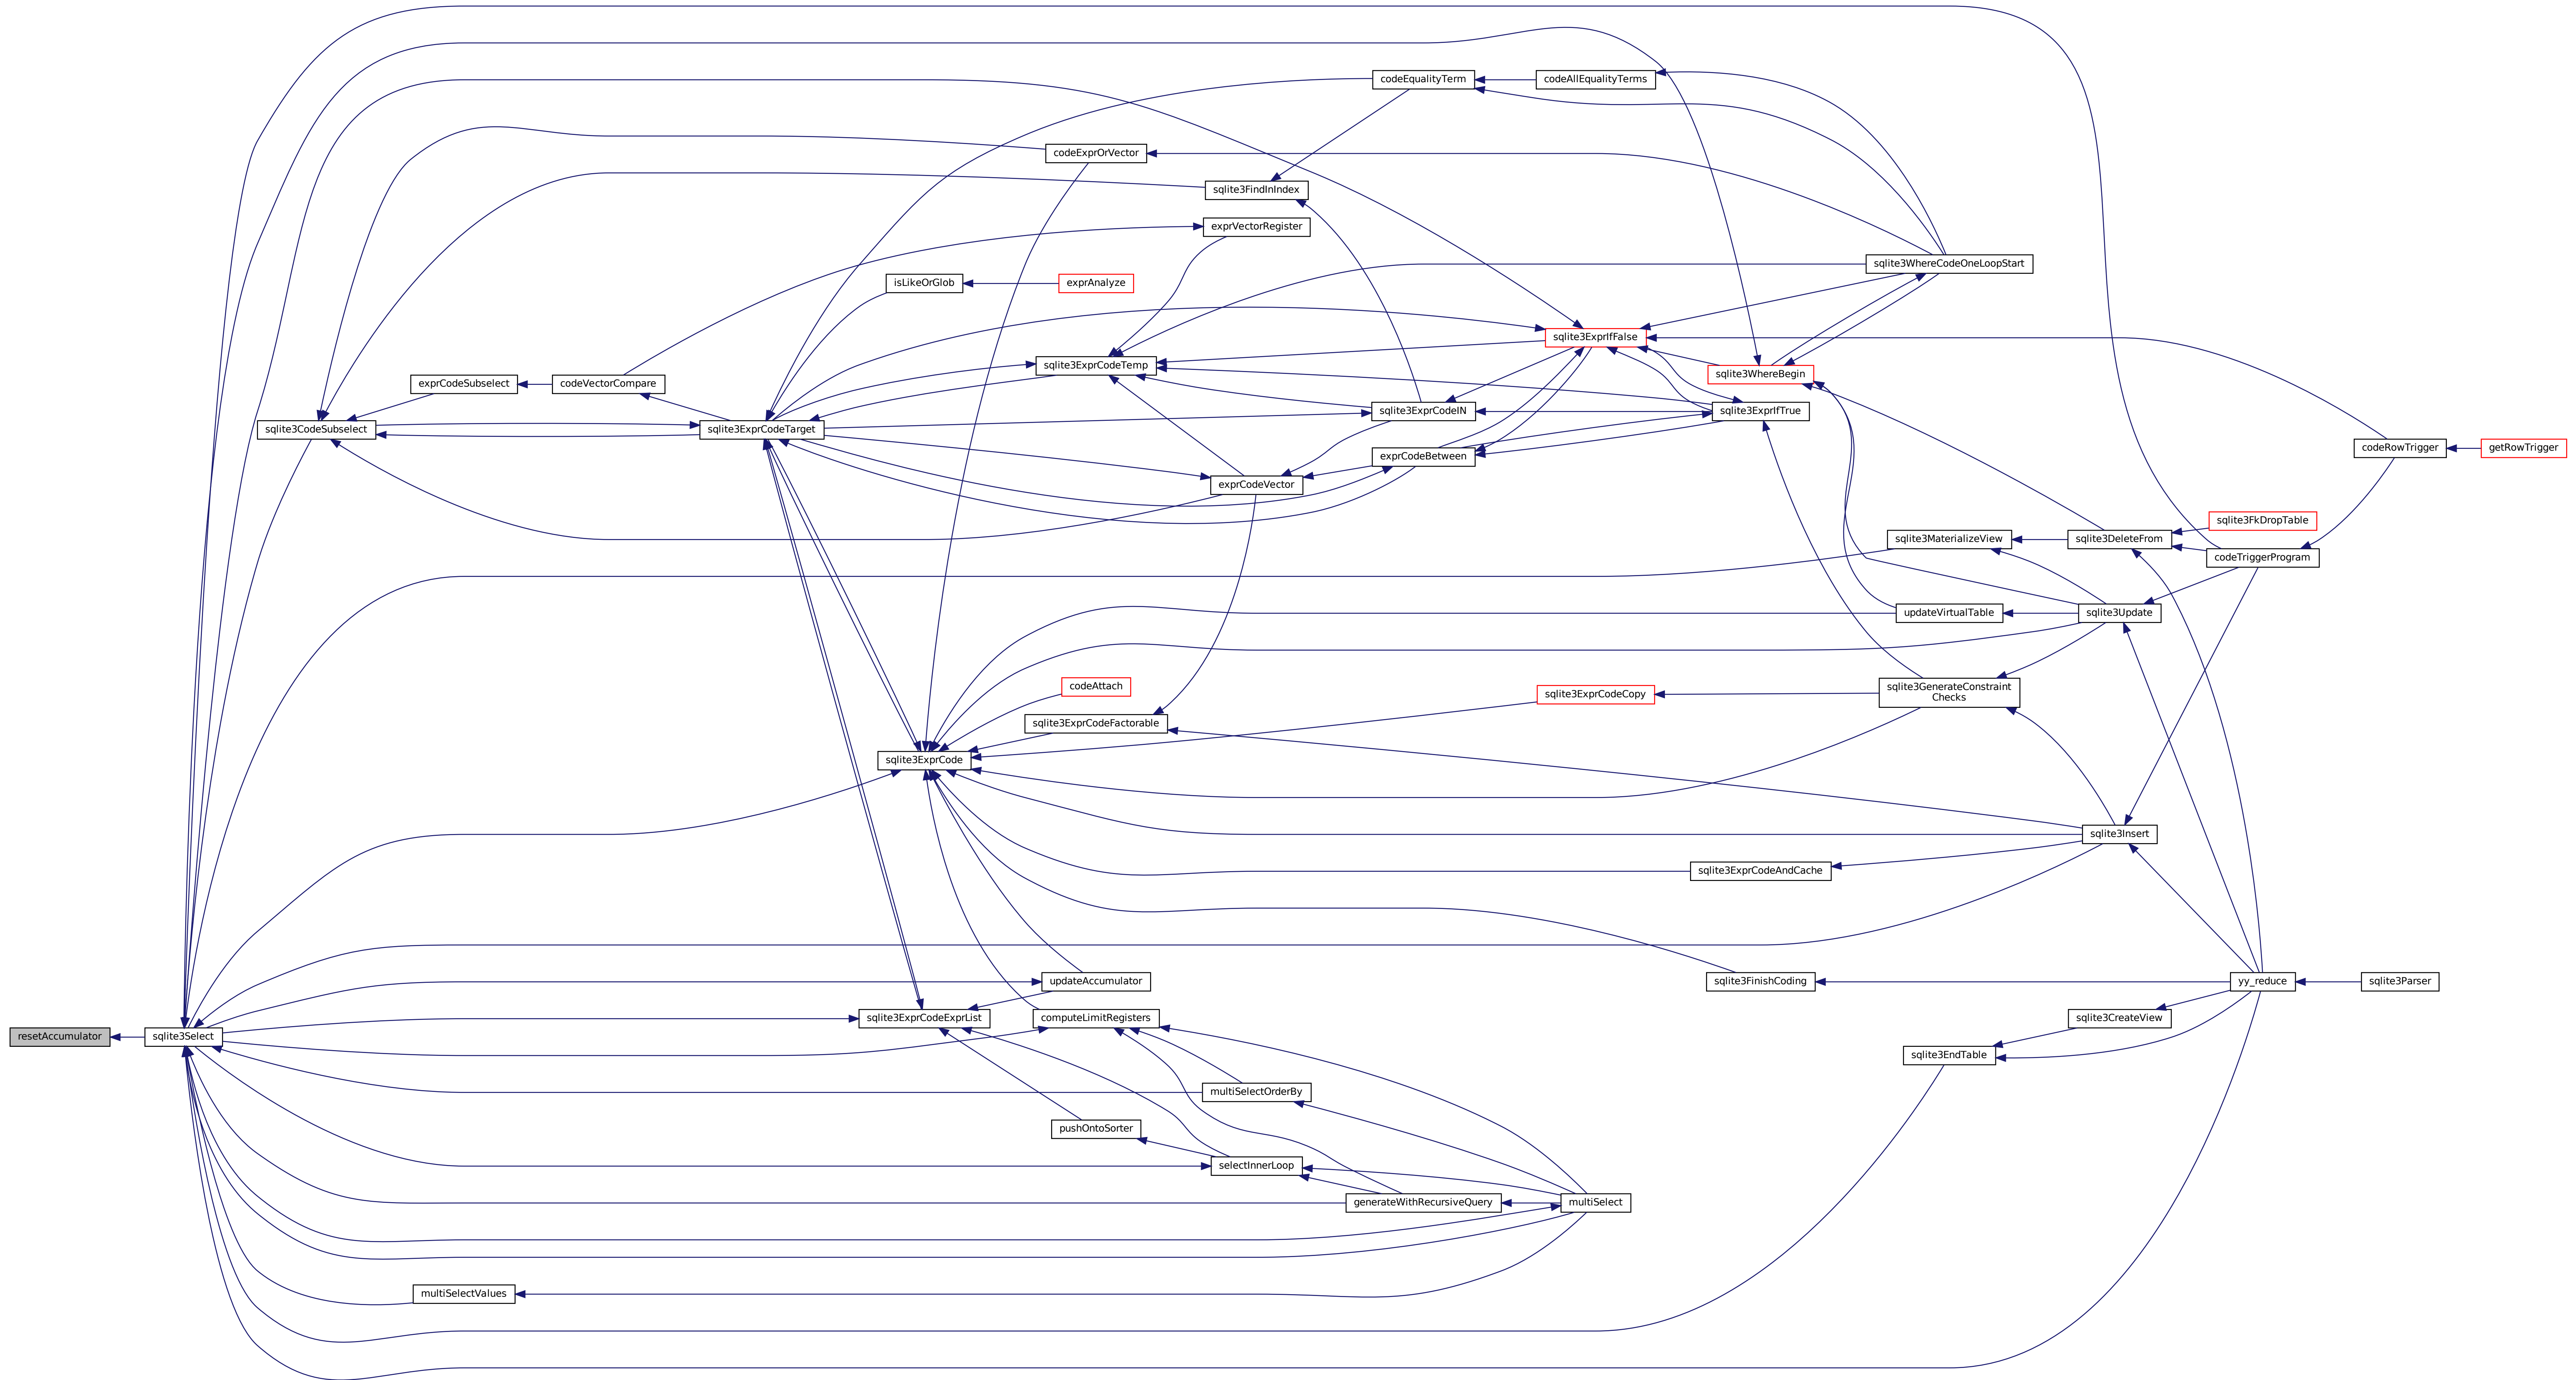 codeEqualityTerm
codeAllEqualityTerms
codeExprOrVector
sqlite3FindInIndex
exprVectorRegister
sqlite3WhereCodeOneLoopStart
isLikeOrGlob
exprAnalyze
sqlite3ExprIfFalse
sqlite3ExprCodeTemp
sqlite3WhereBegin
exprCodeSubselect
codeVectorCompare
sqlite3ExprCodeIN
sqlite3ExprIfTrue
sqlite3CodeSubselect
sqlite3ExprCodeTarget
codeRowTrigger
getRowTrigger
exprCodeBetween
exprCodeVector
sqlite3FkDropTable
sqlite3MaterializeView
sqlite3DeleteFrom
codeTriggerProgram
updateVirtualTable
sqlite3Update
codeAttach
sqlite3ExprCodeCopy
sqlite3GenerateConstraint
Checks
sqlite3ExprCodeFactorable
sqlite3ExprCode
sqlite3Insert
sqlite3ExprCodeAndCache
updateAccumulator
sqlite3FinishCoding
yy_reduce
sqlite3Parser
sqlite3ExprCodeExprList
computeLimitRegisters
sqlite3CreateView
resetAccumulator
sqlite3Select
sqlite3EndTable
multiSelectOrderBy
pushOntoSorter
selectInnerLoop
generateWithRecursiveQuery
multiSelect
multiSelectValues